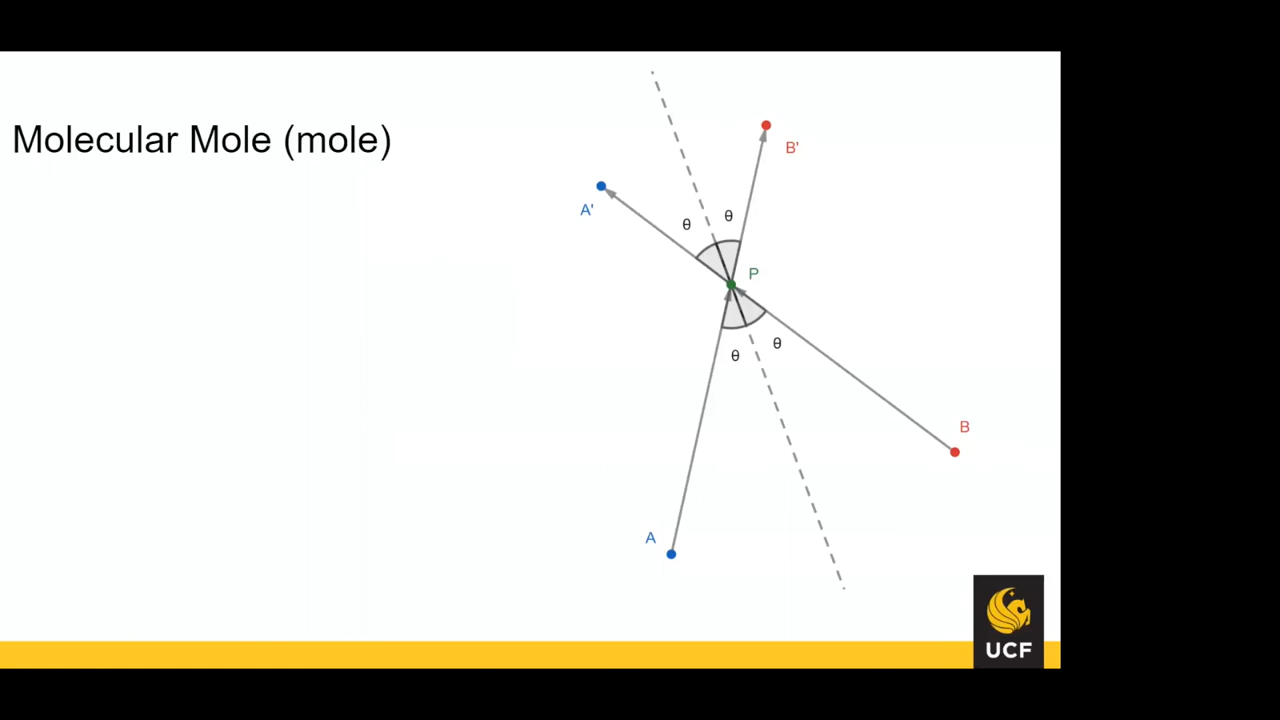 Molecular Mole (mole)
B'
A'
θ
θ
P
θ
θ
B
A
UCF